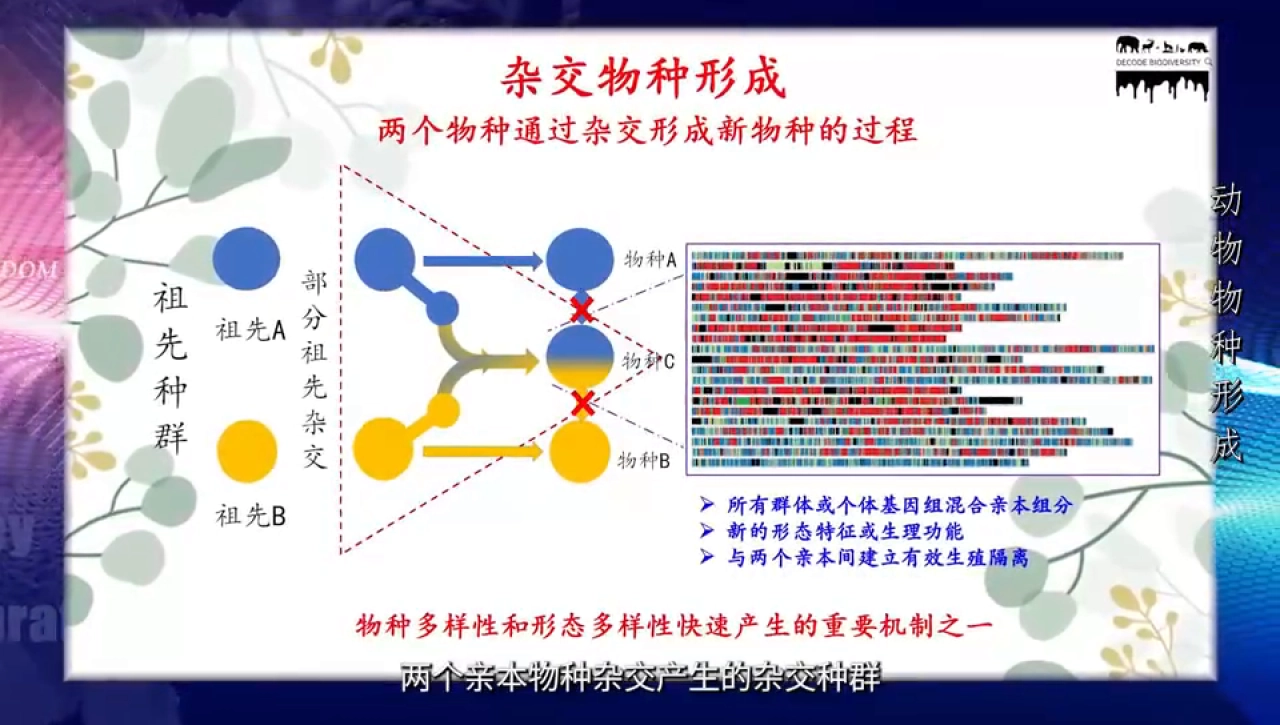 杂交物种形成
两个物种通过杂交形成新物种的过程
DECODE BIODIVERSITY
动物物种形成
DOM
祖先种群
祖先A
祖先B
部分祖先杂交
物种A
物种C
物种B
所有群体或个体基因组混合亲本组分
新的形态特征或生理功能
与两个亲本间建立有效生殖隔离
物种多样性和形态多样性快速产生的重要机制之一
两个亲本物种杂交产生的杂交种群